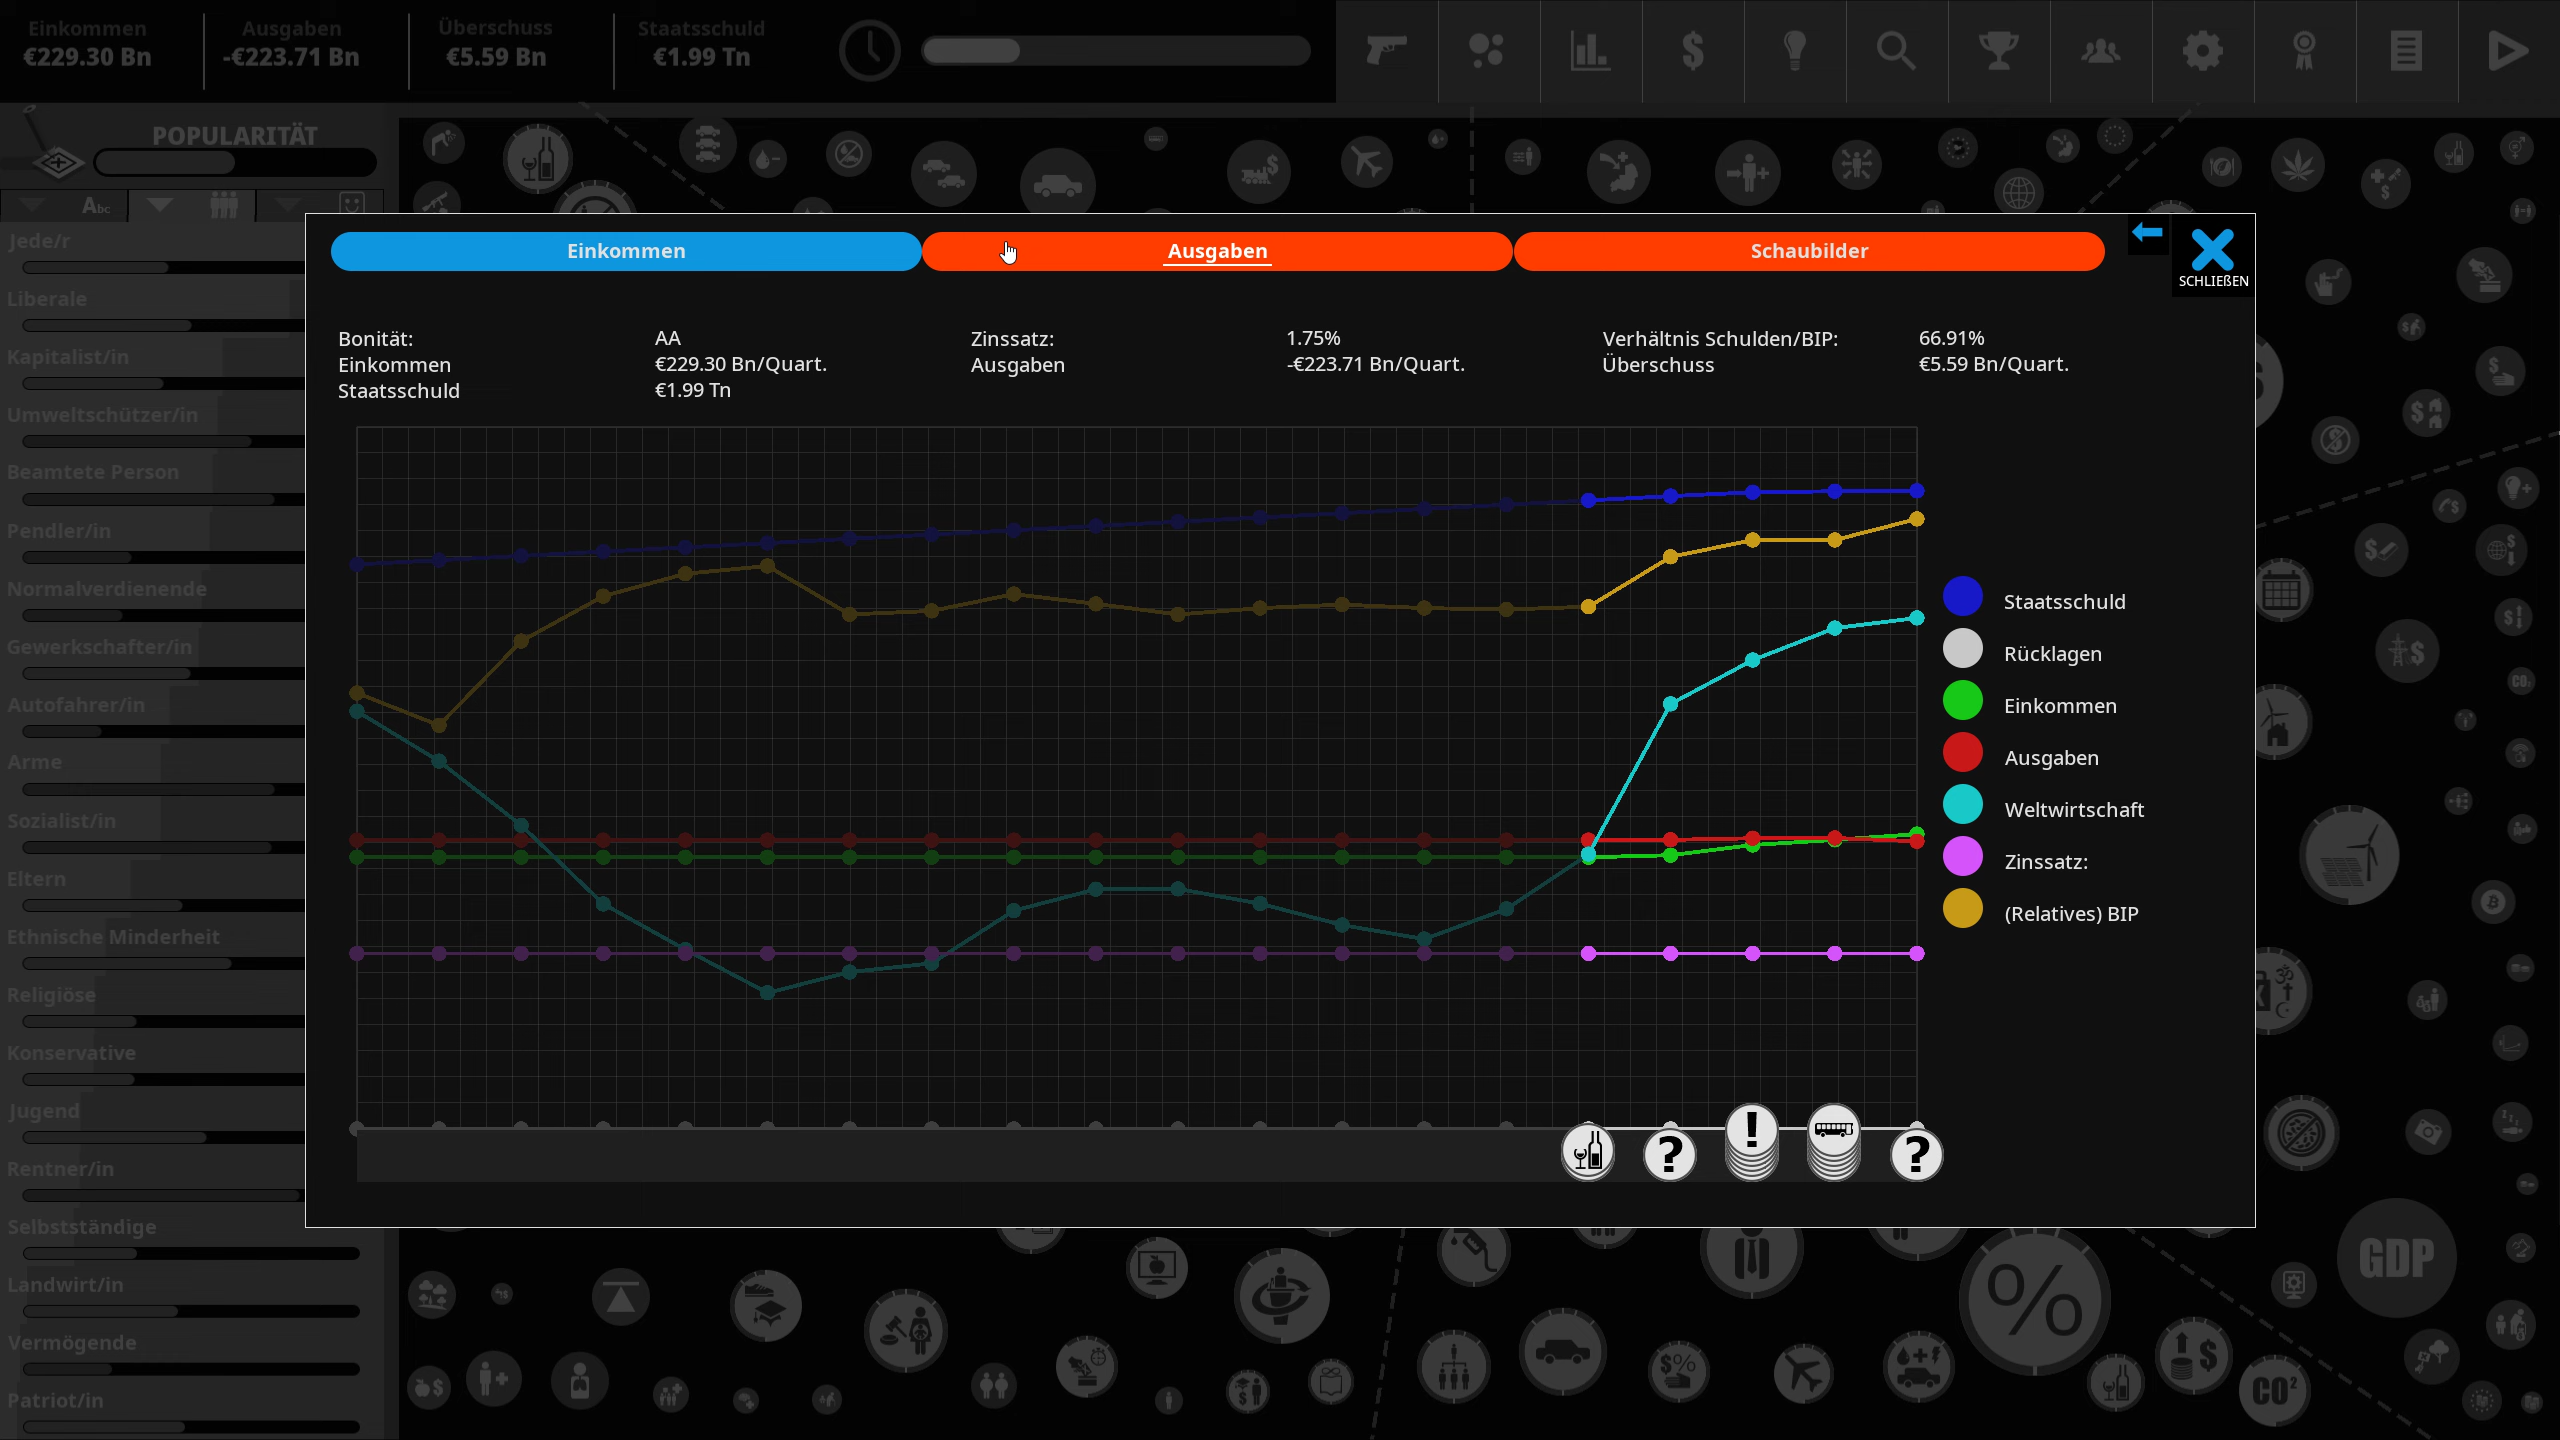 Einkommen
€229.30 Bn
Ausgaben
-€223.71 Bn
Überschuss
€5.59 Bn
Staatsschuld
€1.99 Tn
POPULARITÄT
Abc
Jede/r
Liberale
Kapitalist/in
Umweltschützer/in
Beamtete Person
Pendler/in
Normalverdienende
Gewerkschafter/in
Autofahrer/in
Arme
Sozialist/in
Eltern
Ethnische Minderheit
Religiöse
Konservative
Jugend
Rentner/in
Selbstständige
Landwirt/in
Vermögende
Patriot/in
Einkommen
Ausgaben
Schaubilder
SCHLIEßEN
Bonität: AA Zinssatz: 1.75% Verhältnis Schulden/BIP: 66.91%
Einkommen €229.30 Bn/Quart. Ausgaben -€223.71 Bn/Quart. Überschuss €5.59 Bn/Quart.
Staatsschuld €1.99 Tn
Staatsschuld
Rücklagen
Einkommen
Ausgaben
Weltwirtschaft
Zinssatz:
(Relatives) BIP
?
!
?
GDP
%
CO²